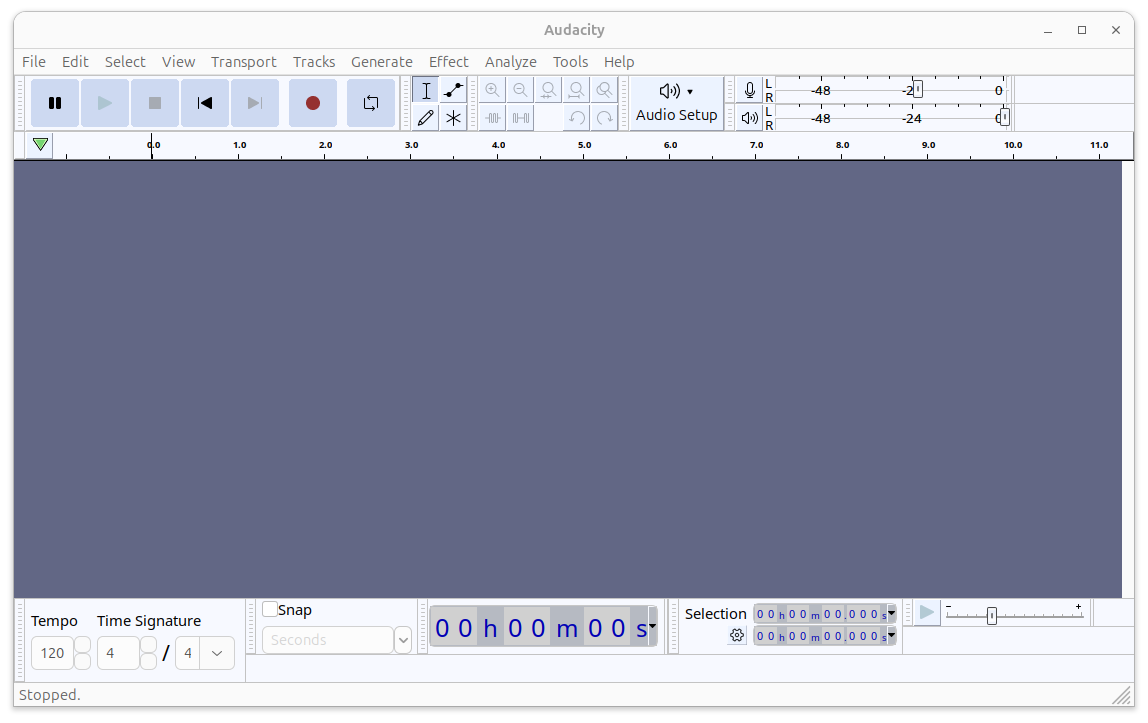 Audacity
File Edit Select View Transport Tracks Generate Effect Analyze Tools Help
L
R
-48
0
Audio Setup
L
R
-48 -24
0.0 1.0 2.0 3.0 4.0 5.0 6.0 7.0 8.0 9.0 10.0 11.0
Tempo Time Signature
120 4 / 4
Snap
Seconds
00h00m00s
Selection
00h00m00.000s
00h00m00.000s
- +
Stopped.